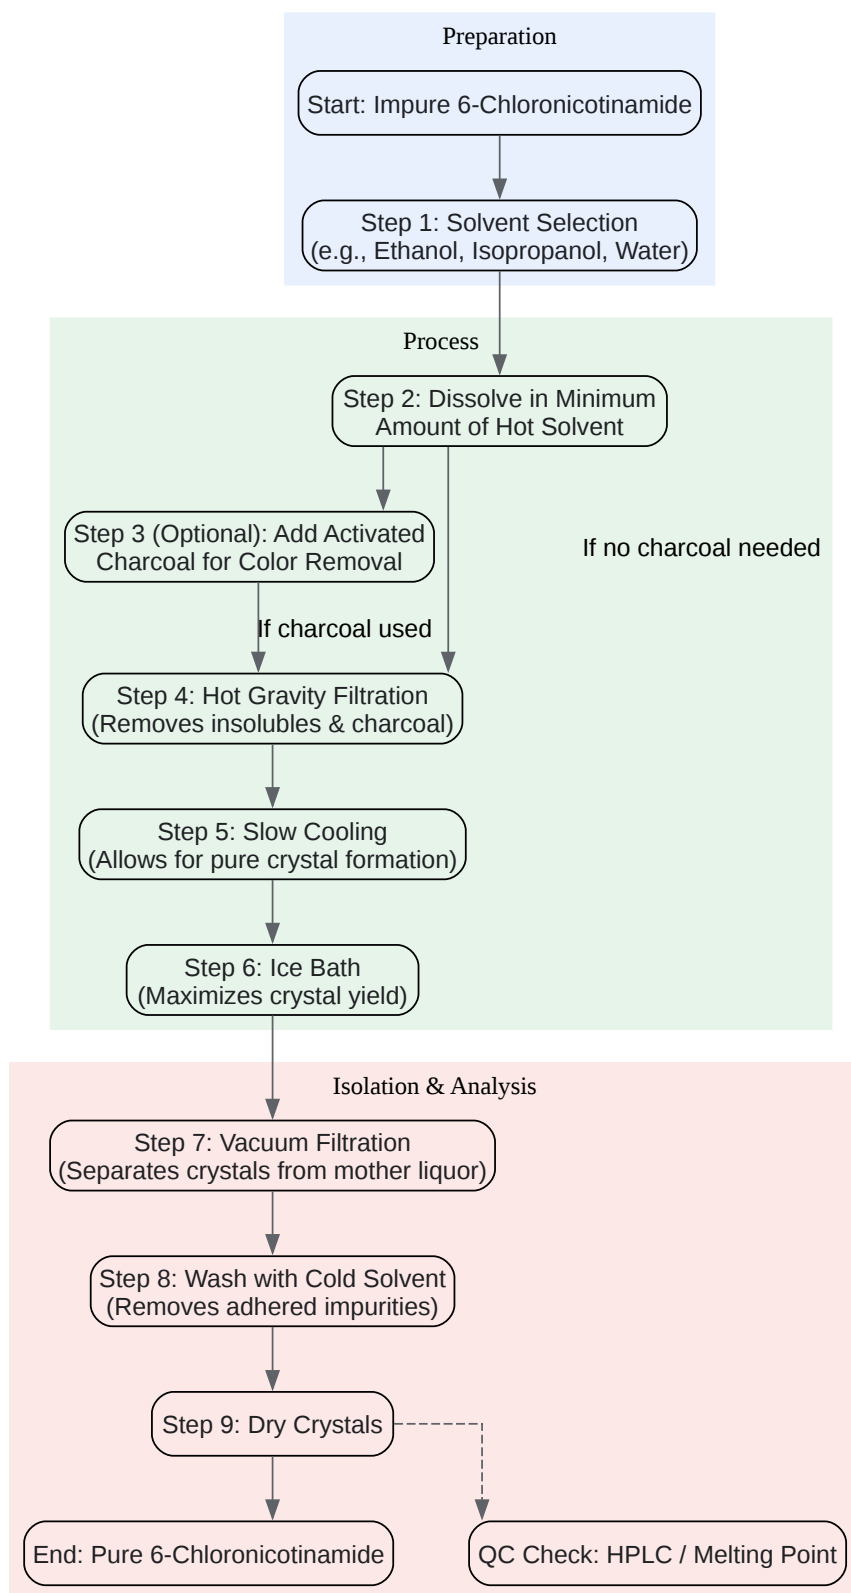 Preparation
Start: Impure 6-Chloronicotinamide
Step 1: Solvent Selection
(e.g., Ethanol, Isopropanol, Water)
Process
Step 2: Dissolve in Minimum
Amount of Hot Solvent
Step 3 (Optional): Add Activated
Charcoal for Color Removal
If no charcoal needed
If charcoal used
Step 4: Hot Gravity Filtration
(Removes insolubles & charcoal)
Step 5: Slow Cooling
(Allows for pure crystal formation)
Step 6: Ice Bath
(Maximizes crystal yield)
Isolation & Analysis
Step 7: Vacuum Filtration
(Separates crystals from mother liquor)
Step 8: Wash with Cold Solvent
(Removes adhered impurities)
Step 9: Dry Crystals
End: Pure 6-Chloronicotinamide
QC Check: HPLC / Melting Point